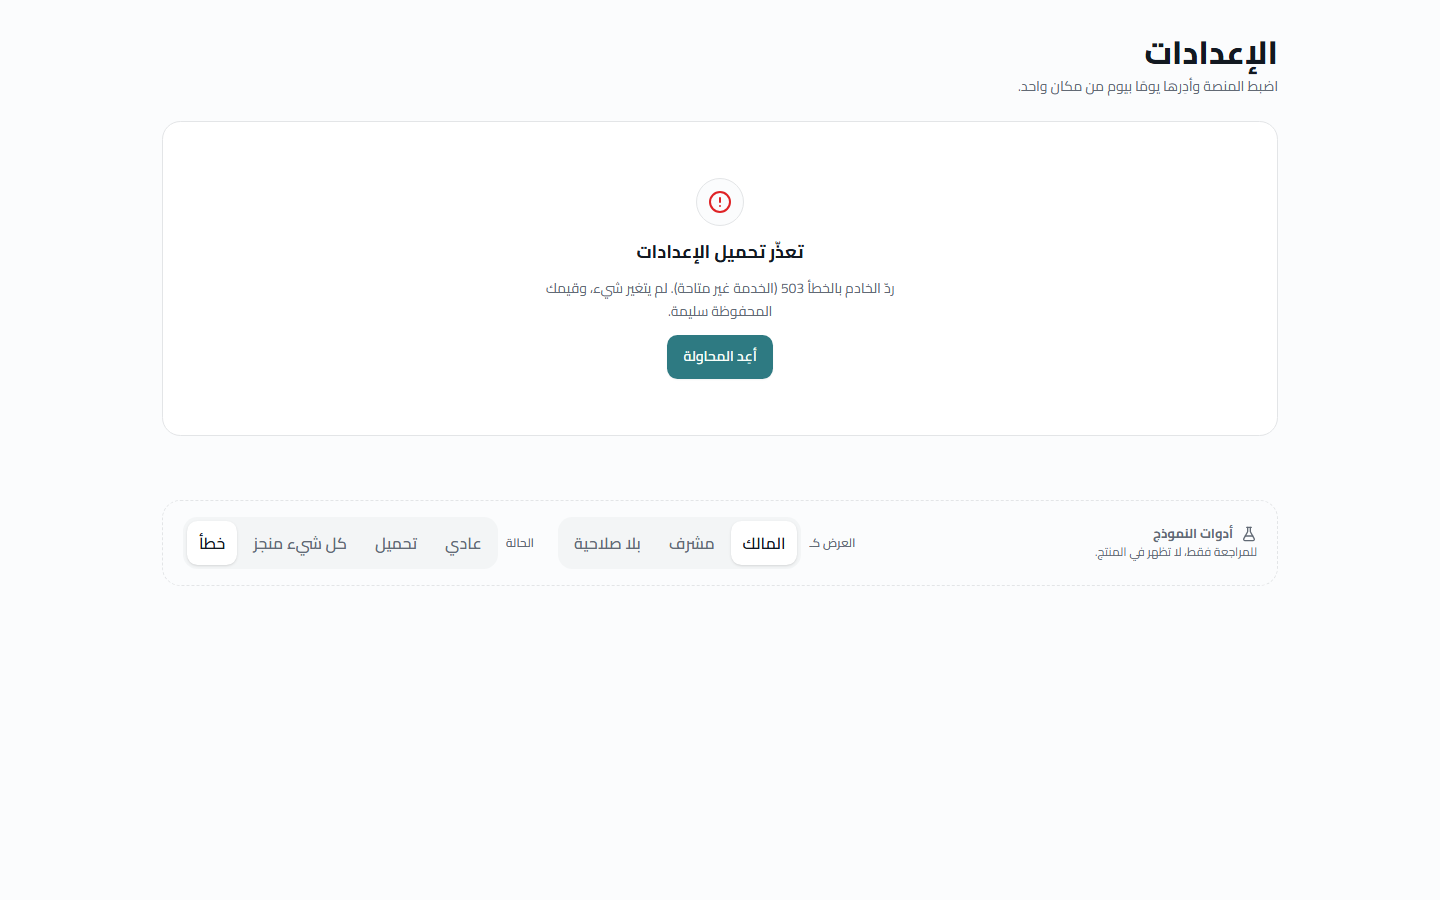 الإعدادات
اضبط المنصة وأدِرها يومًا بيوم من مكان واحد.
تعذّر تحميل الإعدادات
ردّ الخادم بالخطأ 503 (الخدمة غير متاحة). لم يتغير شيء، وقيمك
المحفوظة سليمة.
أعِد المحاولة
أدوات النموذج
للمراجعة فقط، لا تظهر في المنتج.
العرض كـ
المالك
مشرف
بلا صلاحية
الحالة
عادي
تحميل
كل شيء منجز
خطأ